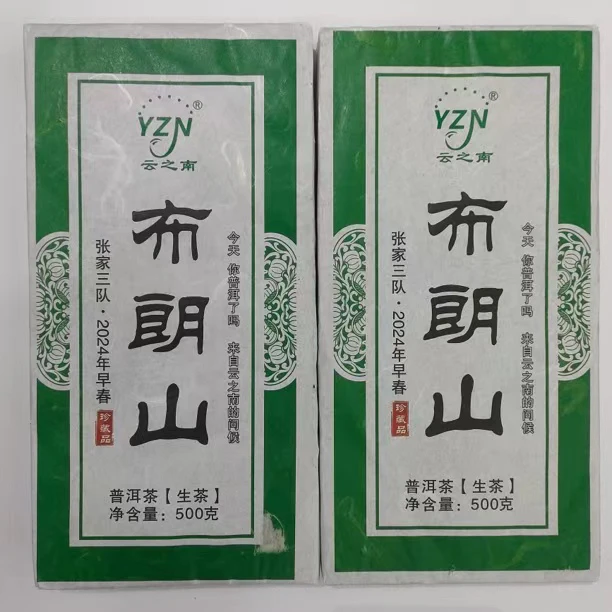 YZN®
云之南
布朗山
今天 你普洱了吗 来自云之南的问候
张家三队·2024年早春
珍藏品
普洱茶【生茶】
净含量：500克
YZN®
云之南
布朗山
今天 你普洱了吗 来自云之南的问候
张家三队·2024年早春
珍藏品
普洱茶【生茶】
净含量：500克